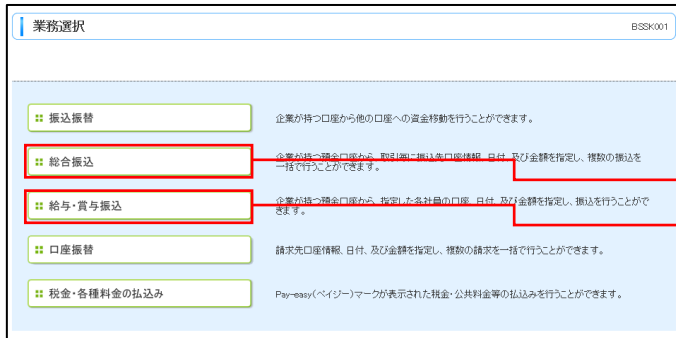 業務選択
BSSK001
振込振替
企業が持つ口座から他の口座への資金移動を行うことができます。
総合振込
企業が持つ預金口座から、取引毎に振込先口座情報、日付、及び金額を指定し、複数の振込を
一括で行うことができます。
給与・賞与振込
企業が持つ預金口座から、指定した各社員の口座、日付、及び金額を指定し、振込を行うことがで
きます。
口座振替
請求先口座情報、日付、及び金額を指定し、複数の請求を一括で行うことができます。
税金・各種料金の払込み
Pay-easy(ペイジー)マークが表示された税金・公共料金等の払込みを行うことができます。